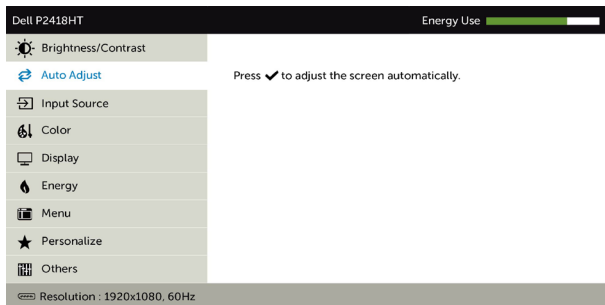 Dell P2418HT
Energy Use
Brightness/Contrast
Auto Adjust
Press ✔ to adjust the screen automatically.
Input Source
Color
Display
Energy
Menu
Personalize
Others
Resolution : 1920x1080, 60Hz